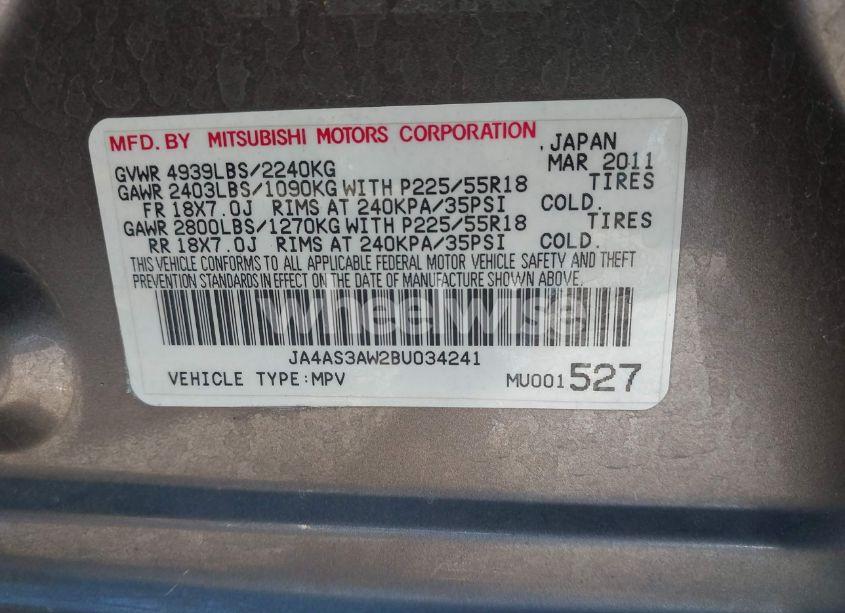 MFD. BY MITSUBISHI MOTORS CORPORATION , JAPAN
GVWR 4939LBS/2240KG MAR 2011
GAWR 2403LBS/1090KG WITH P225/55R18 TIRES
FR 18X7.0J RIMS AT 240KPA/35PSI COLD.
GAWR 2800LBS/1270KG WITH P225/55R18 TIRES
RR 18X7.0J RIMS AT 240KPA/35PSI COLD.
THIS VEHICLE CONFORMS TO ALL APPLICABLE FEDERAL MOTOR VEHICLE SAFETY AND THEFT
PREVENTION STANDARDS IN EFFECT ON THE DATE OF MANUFACTURE SHOWN ABOVE.
wheelwise
JA4AS3AW2BU034241
VEHICLE TYPE:MPV MU001527